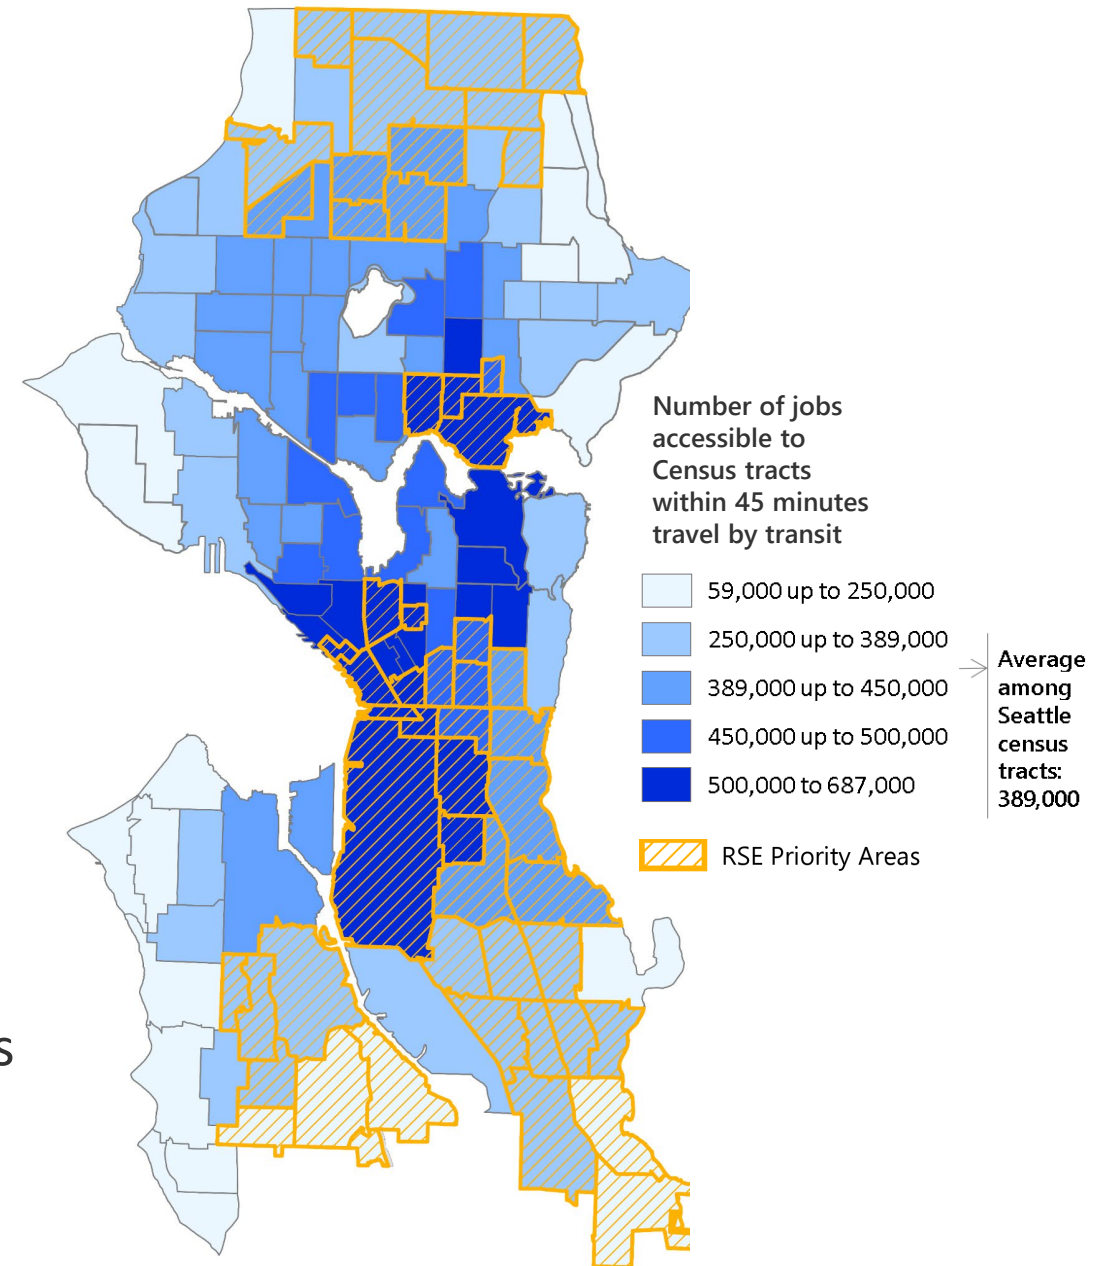 Number of jobs
accessible to
Census tracts
within 45 minutes
travel by transit
59,000 up to 250,000
250,000 up to 389,000
389,000 up to 450,000
450,000 up to 500,000
500,000 to 687,000
Average
among
Seattle
census
tracts:
389,000
RSE Priority Areas
s